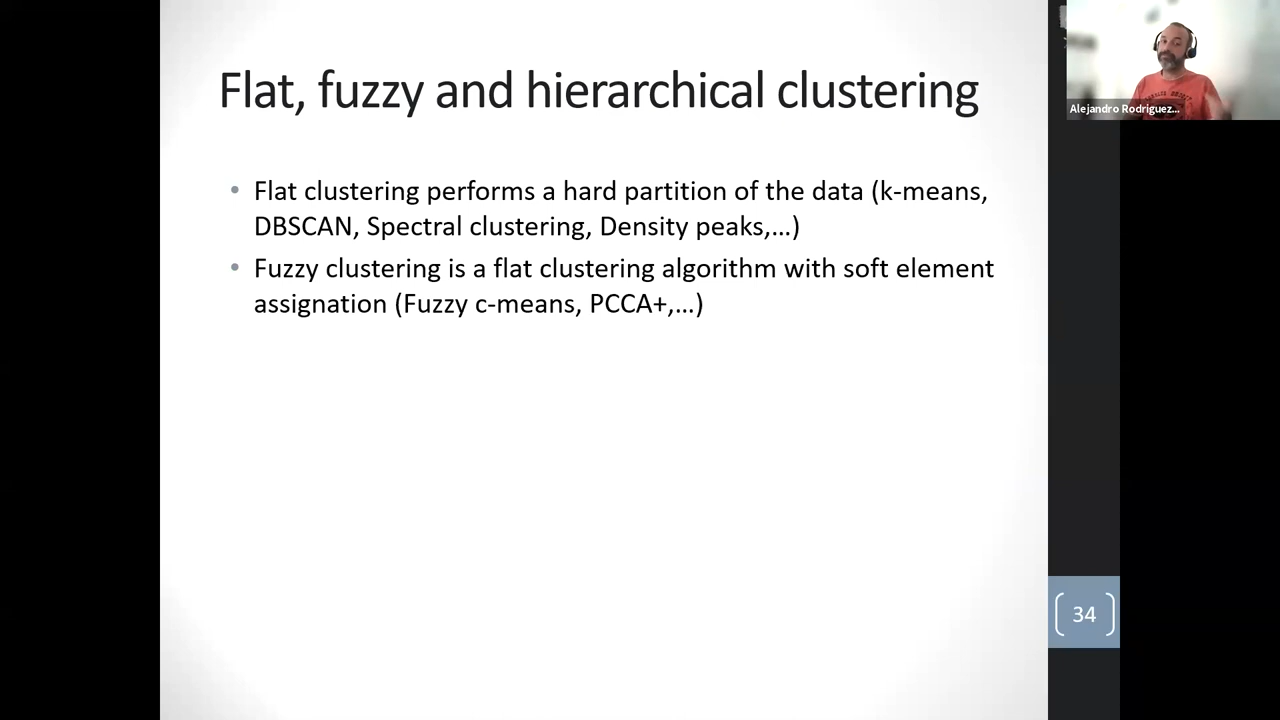 Flat, fuzzy and hierarchical clustering
• Flat clustering performs a hard partition of the data (k-means,
DBSCAN, Spectral clustering, Density peaks,...)
• Fuzzy clustering is a flat clustering algorithm with soft element
assignation (Fuzzy c-means, PCCA+,...)
Alejandro Rodriguez...
34